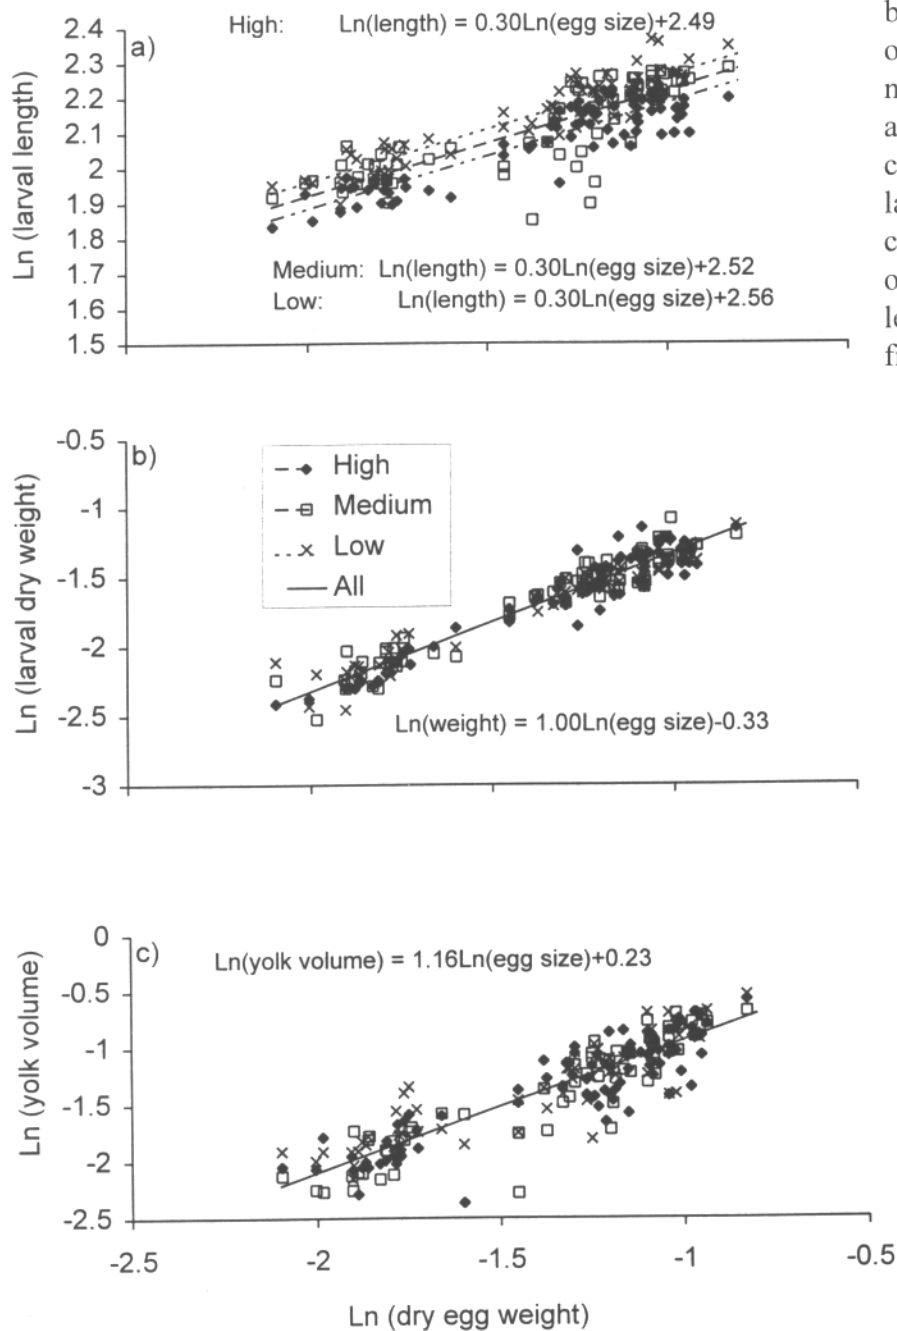 High: Ln(length) = 0.30Ln(egg size)+2.49
a)
2.4
2.3
2.2
2.1
2
1.9
1.8
1.7
1.6
1.5
Ln (larval length)
Medium: Ln(length) = 0.30Ln(egg size)+2.52
Low: Ln(length) = 0.30Ln(egg size)+2.56
b)
-0.5
-1
-1.5
-2
-2.5
-3
Ln (larval dry weight)
High
Medium
Low
All
Ln(weight) = 1.00Ln(egg size)-0.33
c)
Ln(yolk volume) = 1.16Ln(egg size)+0.23
0
-0.5
-1
-1.5
-2
-2.5
Ln (yolk volume)
-2.5 -2 -1.5 -1 -0.5
Ln (dry egg weight)